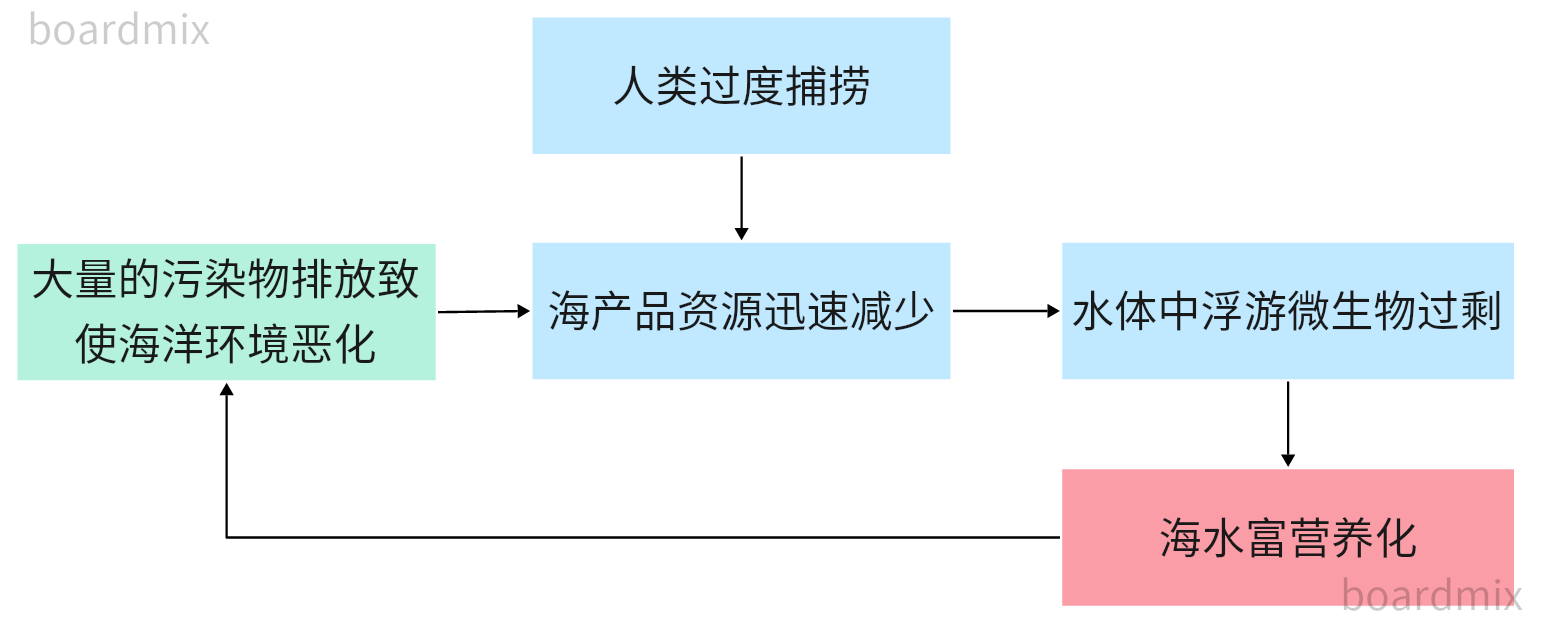 boardmix
人类过度捕捞
大量的污染物排放致
使海洋环境恶化
海产品资源迅速减少
水体中浮游微生物过剩
海水富营养化
boardmix